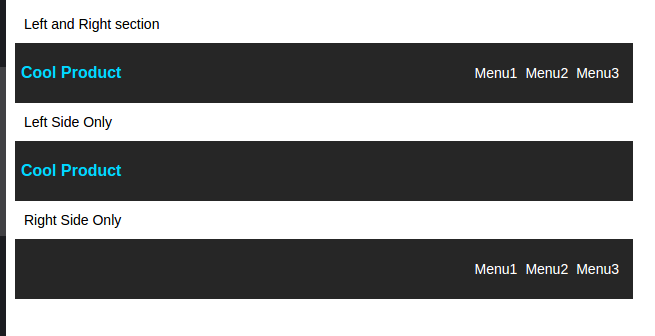 Left and Right section
Cool Product Menu1 Menu2 Menu3
Left Side Only
Cool Product
Right Side Only
Menu1 Menu2 Menu3